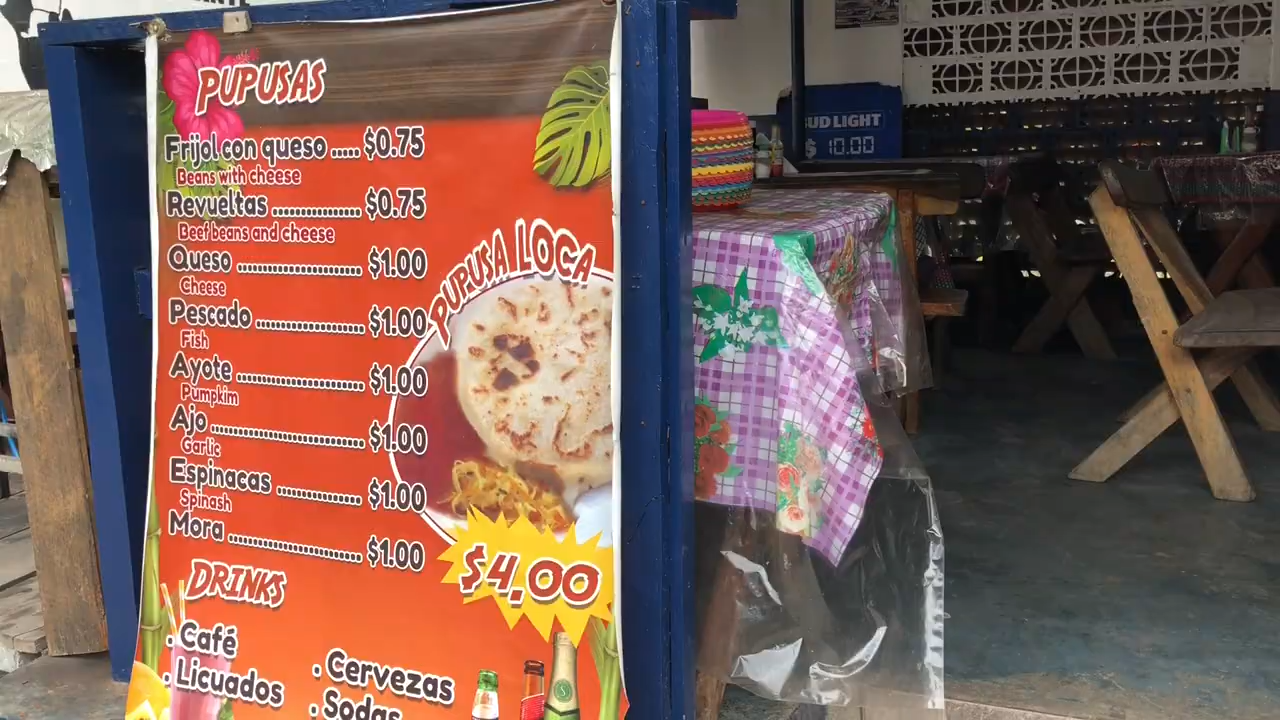 PUPUSAS
Frijol con queso ..... $0.75
Beans with cheese
Revueltas ................ $0.75
Beef beans and cheese
Queso ...................... $1.00
Cheese
Pescado ................... $1.00
Fish
Ayote ....................... $1.00
Pumpkim
Ajo ........................... $1.00
Garlic
Espinacas ............... $1.00
Spinash
Mora ....................... $1.00
PUPUSA LOCA
$4.00
DRINKS
. Café
. Licuados
. Cervezas
. Sodas
BUD LIGHT
$ 10.00